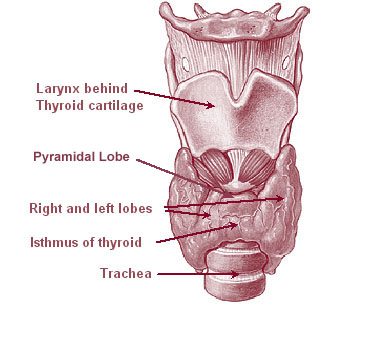 Larynx behind
Thyroid cartilage
Pyramidal Lobe
Right and left lobes
Isthmus of thyroid
Trachea